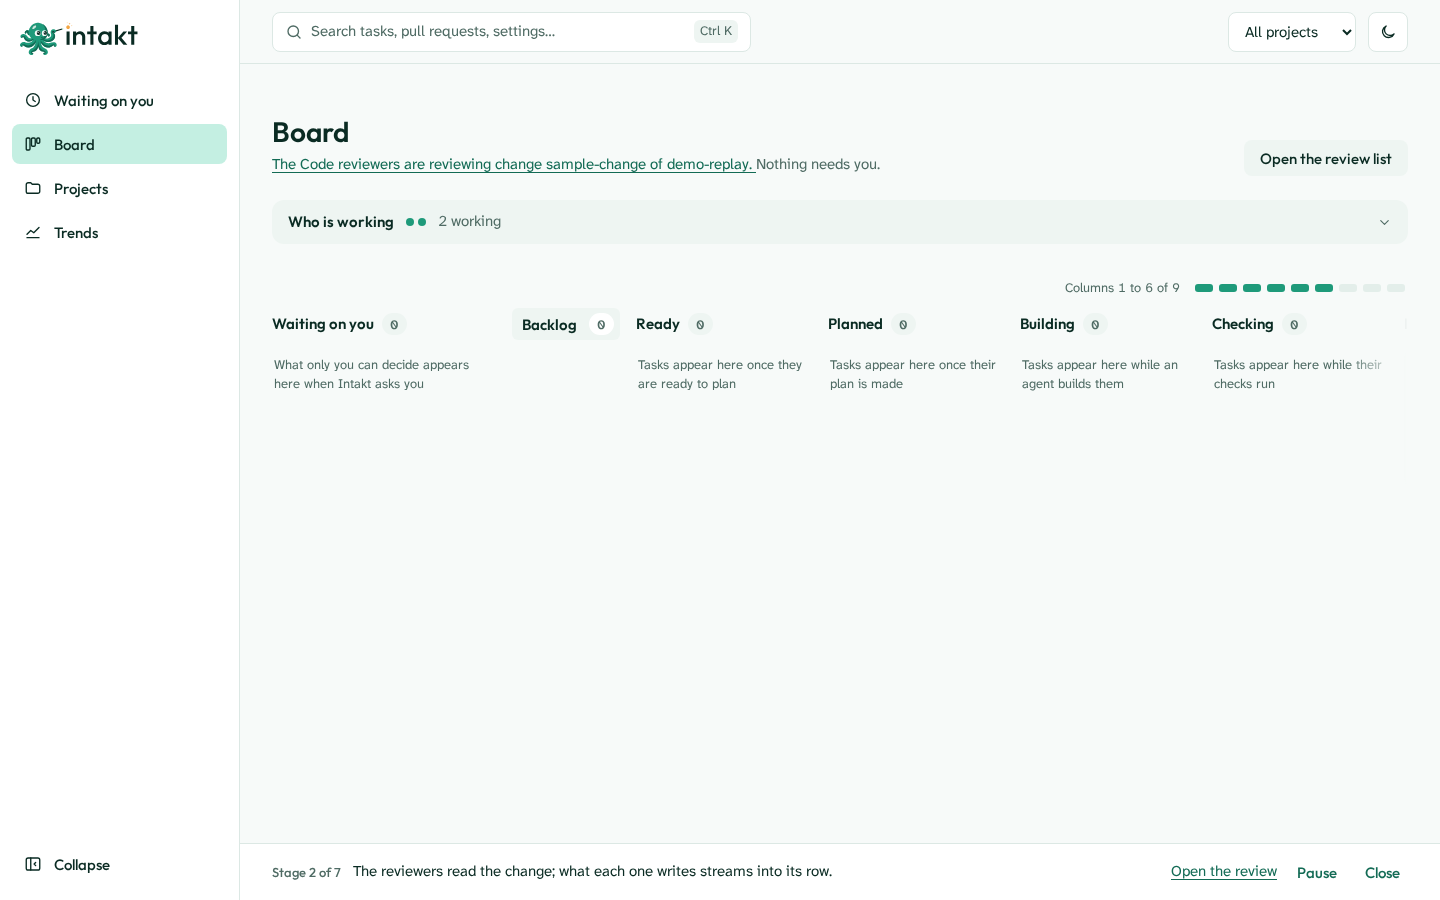 intakt
Search tasks, pull requests, settings...
Ctrl K
All projects
Waiting on you
Board
Projects
Trends
Board
The Code reviewers are reviewing change sample-change of demo-replay. Nothing needs you.
Open the review list
Who is working
2 working
Columns 1 to 6 of 9
Waiting on you 0
Backlog 0
Ready 0
Planned 0
Building 0
Checking 0
What only you can decide appears
here when Intakt asks you
Tasks appear here once they
are ready to plan
Tasks appear here once their
plan is made
Tasks appear here while an
agent builds them
Tasks appear here while their
checks run
Collapse
Stage 2 of 7
The reviewers read the change; what each one writes streams into its row.
Open the review
Pause
Close